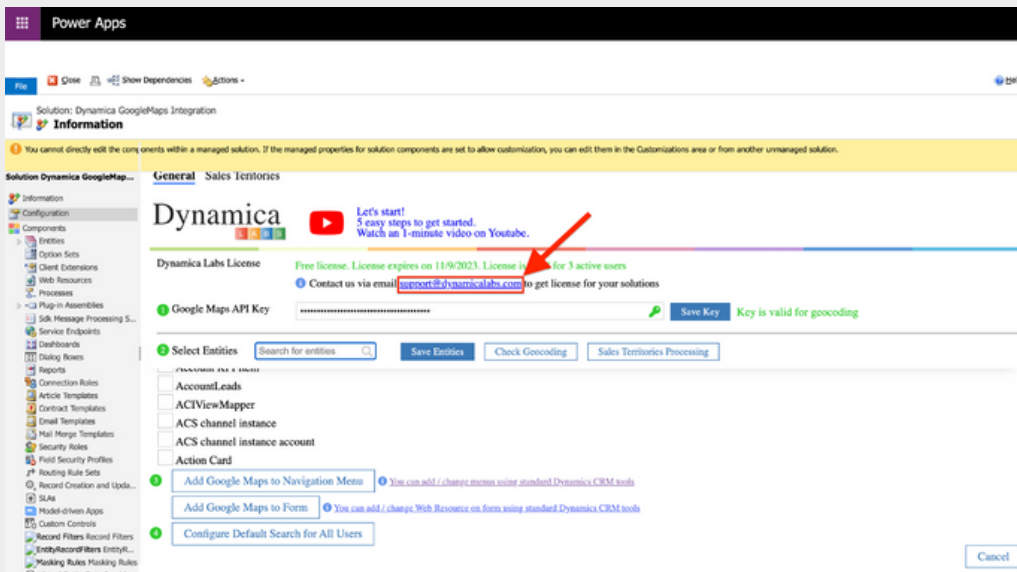 Power Apps
File
Close
Show Dependencies
Actions
Solution: Dynamica GoogleMaps Integration
Information
You cannot directly edit the components within a managed solution. If the managed properties for solution components are set to allow customization, you can edit them in the Customizations area or from another unmanaged solution.
Solution Dynamica GoogleMap...
Information
Configuration
Components
Entities
Option Sets
Client Extensions
Web Resources
Processes
Plug-in Assemblies
Sdk Message Processing S...
Service Endpoints
Dashboards
Dialog Boxes
Reports
Connection Roles
Article Templates
Contract Templates
Email Templates
Mail Merge Templates
Security Roles
Field Security Profiles
Routing Rule Sets
Record Creation and Upda...
SLAs
Model-driven Apps
Custom Controls
Record Filters Record Filters
EntityRecordFilters EntityR...
Masking Rules Masking Rules
General Sales Territories
Dynamica
LABS
Let's start!
5 easy steps to get started.
Watch an 1-minute video on Youtube.
Dynamica Labs License
Free license. License expires on 11/9/2023. License is for 3 active users
Contact us via email support@dynamicalabs.com to get license for your solutions
1 Google Maps API Key
Save Key
Key is valid for geocoding
2 Select Entities
Search for entities
Save Entities
Check Geocoding
Sales Territories Processing
AccountLeads
ACIViewMapper
ACS channel instance
ACS channel instance account
Action Card
3 Add Google Maps to Navigation Menu
You can add / change menus using standard Dynamics CRM tools
Add Google Maps to Form
You can add / change Web Resource on form using standard Dynamics CRM tools
4 Configure Default Search for All Users
Cancel